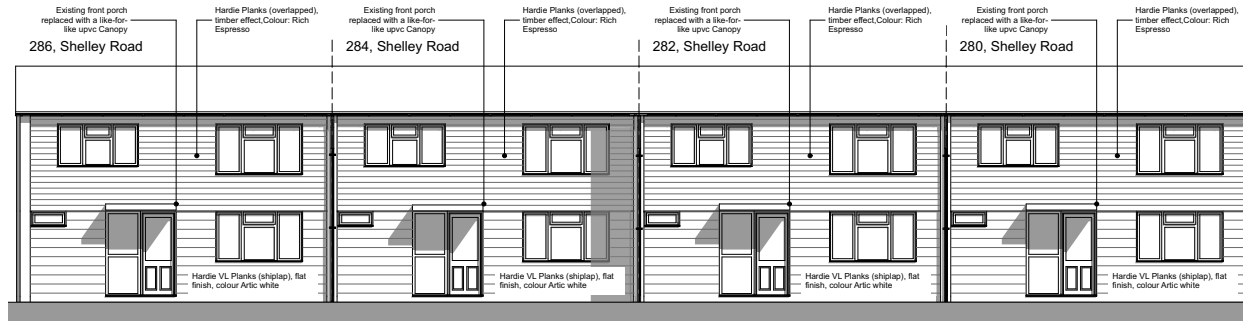 Existing front porch
replaced with a like-for-
like upvc Canopy
Hardie Planks (overlapped),
timber effect,Colour: Rich
Espresso
286, Shelley Road
Existing front porch
replaced with a like-for-
like upvc Canopy
Hardie Planks (overlapped),
timber effect,Colour: Rich
Espresso
284, Shelley Road
Existing front porch
replaced with a like-for-
like upvc Canopy
Hardie Planks (overlapped),
timber effect,Colour: Rich
Espresso
282, Shelley Road
Existing front porch
replaced with a like-for-
like upvc Canopy
Hardie Planks (overlapped),
timber effect,Colour: Rich
Espresso
280, Shelley Road
Hardie VL Planks (shiplap), flat
finish, colour Artic white
Hardie VL Planks (shiplap), flat
finish, colour Artic white
Hardie VL Planks (shiplap), flat
finish, colour Artic white
Hardie VL Planks (shiplap), flat
finish, colour Artic white